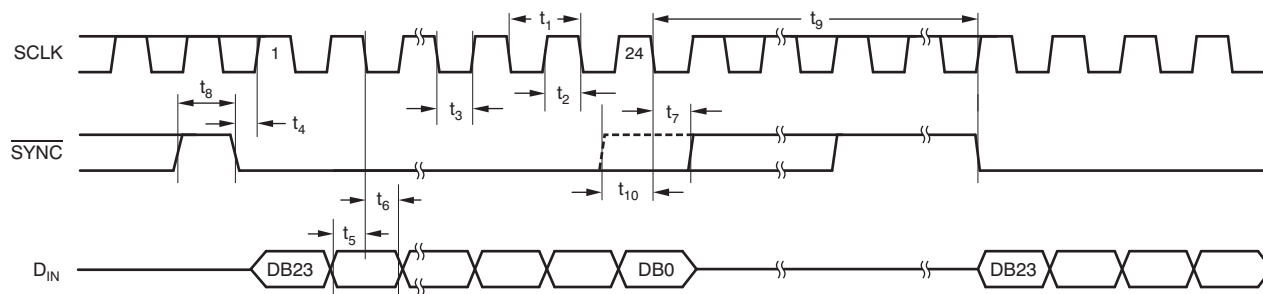 t1
t9
SCLK
1
24
t8
t4
t3
t2
t7
SYNC
t10
t6
t5
DIN
DB23
DB0
DB23